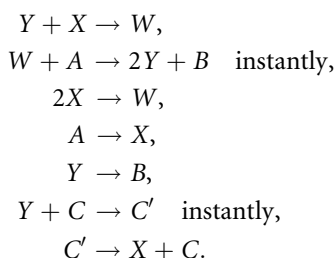 Y + X → W,
W + A → 2Y + B instantly,
2X → W,
A → X,
Y → B,
Y + C → C′ instantly,
C′ → X + C.